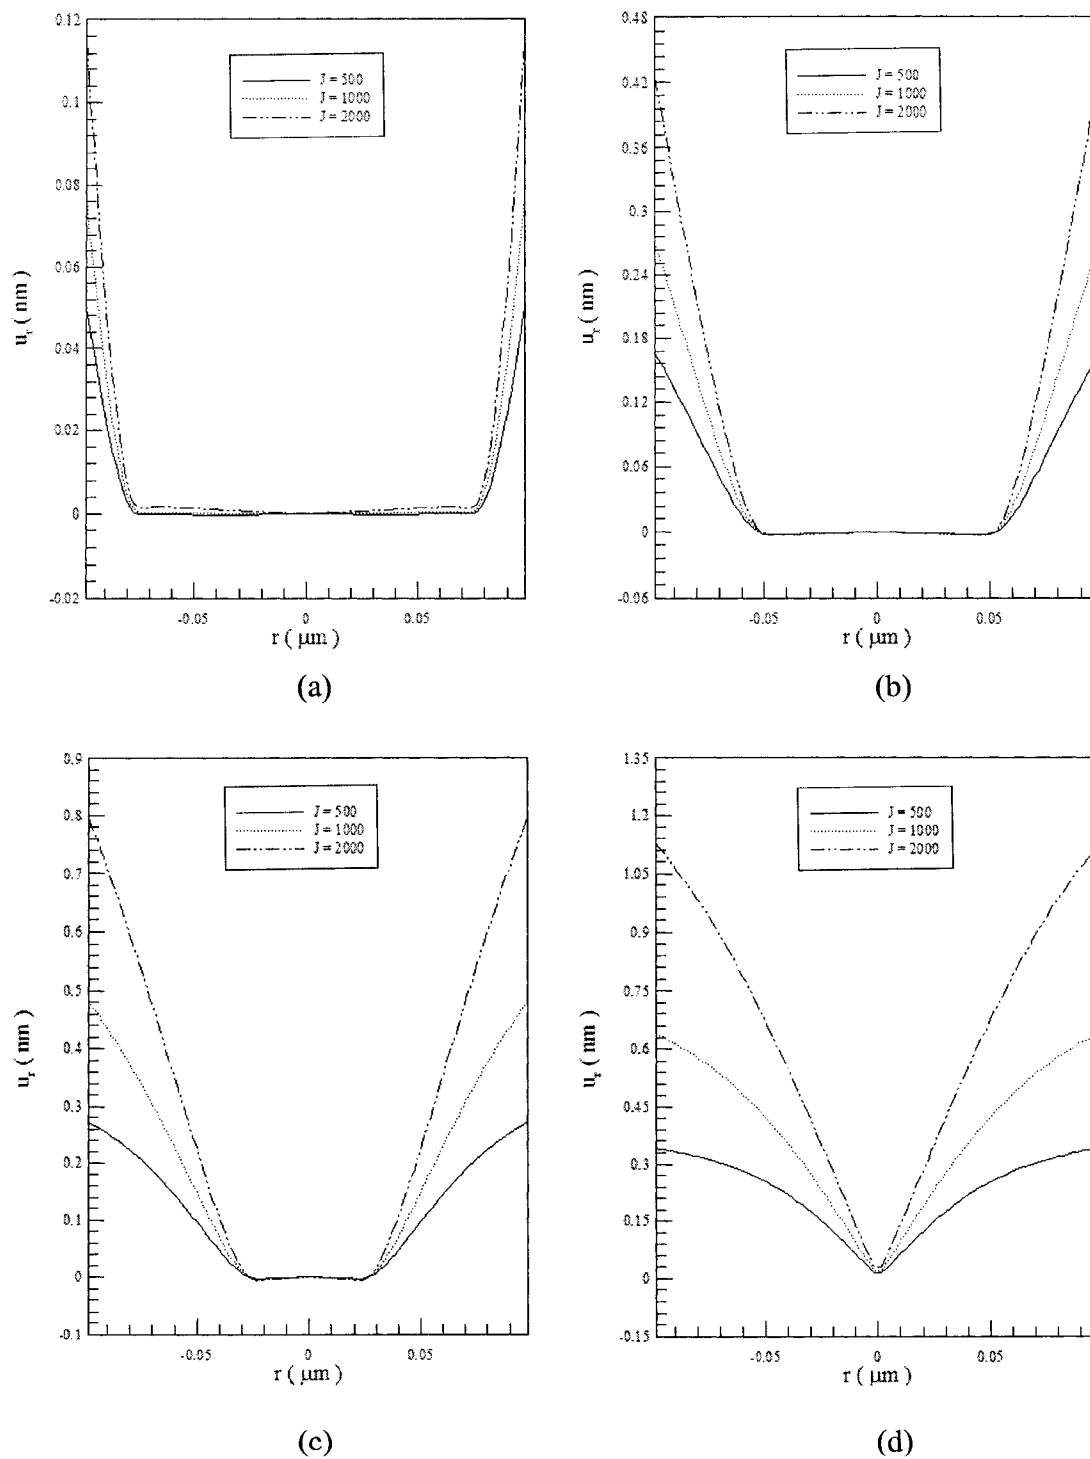 0.12
0.1
0.08
0.06
0.04
0.02
0
-0.02
u_r ( nm )
J = 500
J = 1000
J = 2000
-0.05 0 0.05
r ( μm )
(a)
0.48
0.42
0.36
0.3
0.24
0.18
0.12
0.06
0
-0.06
u_r ( nm )
J = 500
J = 1000
J = 2000
-0.05 0 0.05
r ( μm )
(b)
0.9
0.8
0.7
0.6
0.5
0.4
0.3
0.2
0.1
0
-0.1
u_r ( nm )
J = 500
J = 1000
J = 2000
-0.05 0 0.05
r ( μm )
(c)
1.35
1.2
1.05
0.9
0.75
0.6
0.45
0.3
0.15
0
-0.15
u_r ( nm )
J = 500
J = 1000
J = 2000
-0.05 0 0.05
r ( μm )
(d)